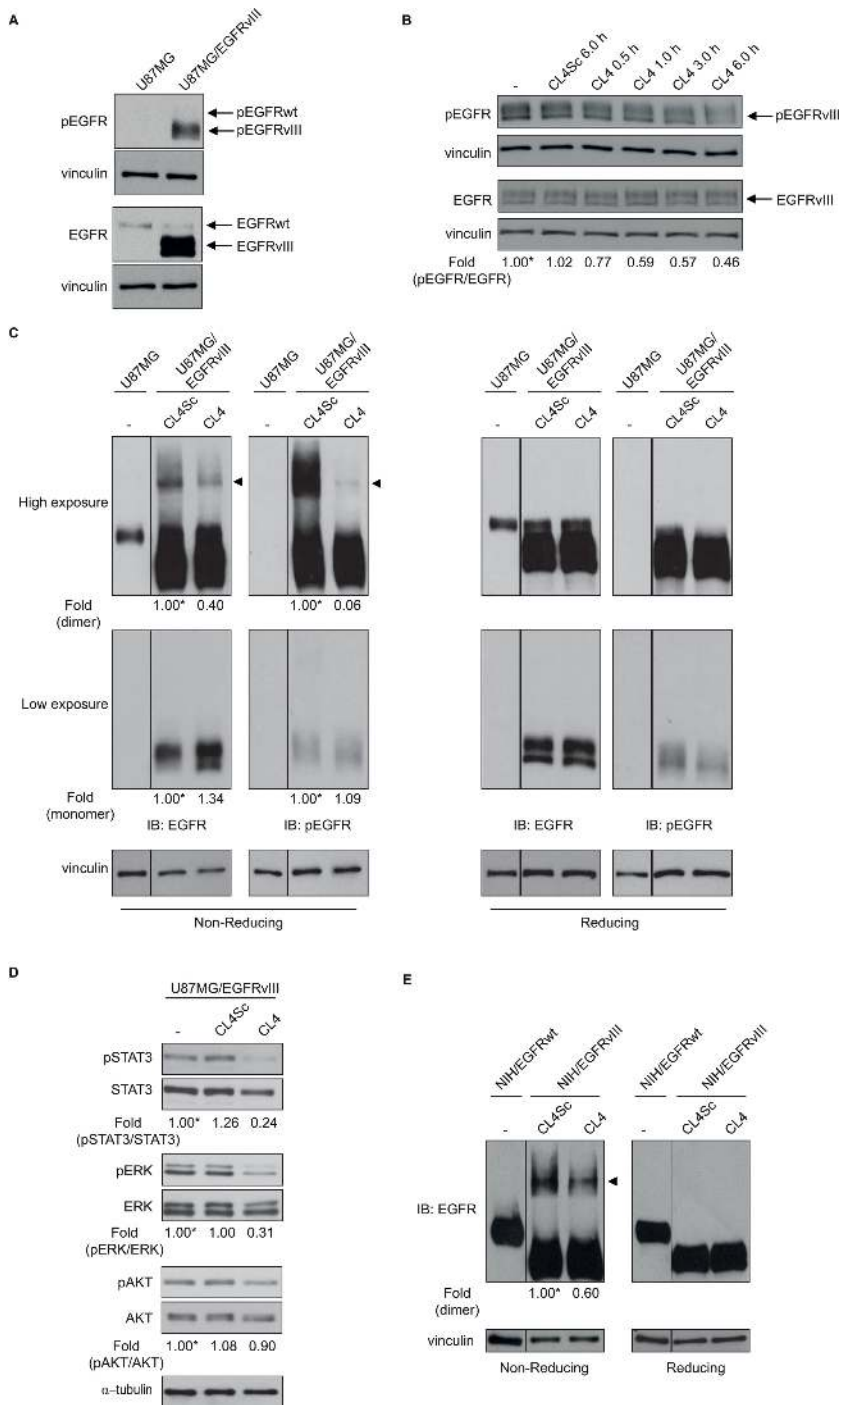 A
U87MG
U87MG/EGFRvIII
pEGFR
pEGFRwt
pEGFRvIII
vinculin
EGFR
EGFRwt
EGFRvIII
vinculin
B
- CL4Sc 6.0 h CL4 0.5 h CL4 1.0 h CL4 3.0 h CL4 6.0 h
pEGFR
pEGFRvIII
vinculin
EGFR
EGFRvIII
vinculin
Fold 1.00* 1.02 0.77 0.59 0.57 0.46
(pEGFR/EGFR)
C
U87MG
U87MG/
EGFRvIII
U87MG
U87MG/
EGFRvIII
U87MG
U87MG/
EGFRvIII
U87MG
U87MG/
EGFRvIII
- CL4Sc CL4 - CL4Sc CL4 - CL4Sc CL4 - CL4Sc CL4
High exposure
Fold 1.00* 0.40 1.00* 0.06
(dimer)
Low exposure
Fold 1.00* 1.34 1.00* 1.09
(monomer)
IB: EGFR IB: pEGFR IB: EGFR IB: pEGFR
vinculin
Non-Reducing Reducing
D
U87MG/EGFRvIII
- CL4Sc CL4
pSTAT3
STAT3
Fold 1.00* 1.26 0.24
(pSTAT3/STAT3)
pERK
ERK
Fold 1.00* 1.00 0.31
(pERK/ERK)
pAKT
AKT
Fold 1.00* 1.08 0.90
(pAKT/AKT)
α-tubulin
E
NIH/EGFRwt
NIH/EGFRvIII
NIH/EGFRwt
NIH/EGFRvIII
- CL4Sc CL4 - CL4Sc CL4
IB: EGFR
Fold 1.00* 0.60
(dimer)
vinculin
Non-Reducing Reducing